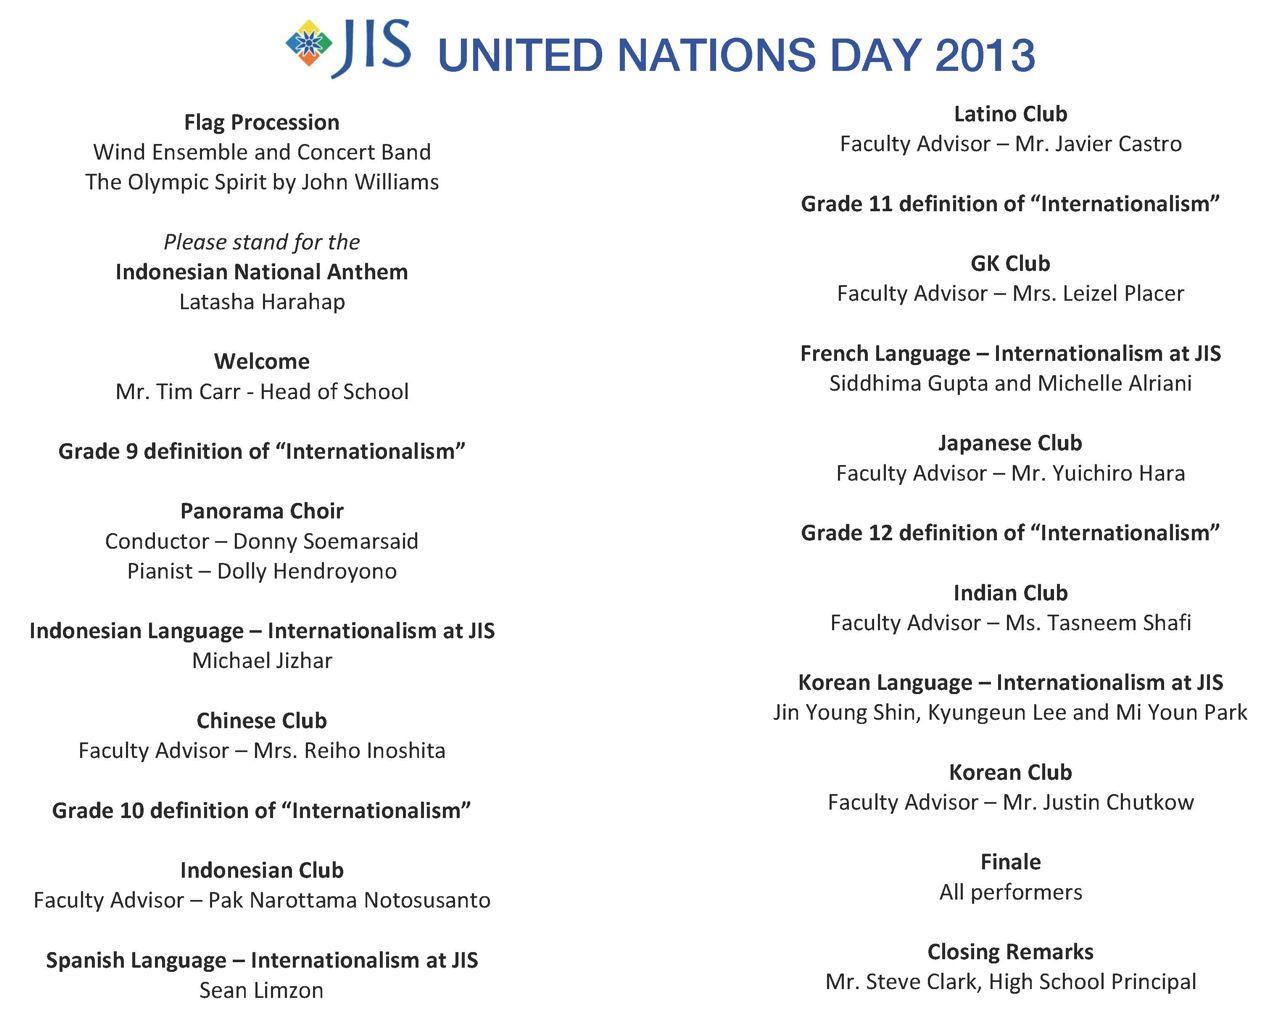 JIS UNITED NATIONS DAY 2013
Flag Procession
Wind Ensemble and Concert Band
The Olympic Spirit by John Williams
Please stand for the
Indonesian National Anthem
Latasha Harahap
Welcome
Mr. Tim Carr - Head of School
Grade 9 definition of “Internationalism”
Panorama Choir
Conductor – Donny Soemarsaid
Pianist – Dolly Hendroyono
Indonesian Language – Internationalism at JIS
Michael Jizhar
Chinese Club
Faculty Advisor – Mrs. Reiho Inoshita
Grade 10 definition of “Internationalism”
Indonesian Club
Faculty Advisor – Pak Narottama Notosusanto
Spanish Language – Internationalism at JIS
Sean Limzon
Latino Club
Faculty Advisor – Mr. Javier Castro
Grade 11 definition of “Internationalism”
GK Club
Faculty Advisor – Mrs. Leizel Placer
French Language – Internationalism at JIS
Siddhima Gupta and Michelle Alriani
Japanese Club
Faculty Advisor – Mr. Yuichiro Hara
Grade 12 definition of “Internationalism”
Indian Club
Faculty Advisor – Ms. Tasneem Shafi
Korean Language – Internationalism at JIS
Jin Young Shin, Kyungeun Lee and Mi Youn Park
Korean Club
Faculty Advisor – Mr. Justin Chutkow
Finale
All performers
Closing Remarks
Mr. Steve Clark, High School Principal